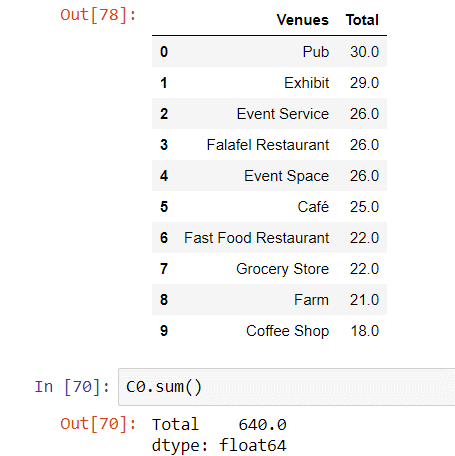 Out[78]:
Venues Total
0 Pub 30.0
1 Exhibit 29.0
2 Event Service 26.0
3 Falafel Restaurant 26.0
4 Event Space 26.0
5 Café 25.0
6 Fast Food Restaurant 22.0
7 Grocery Store 22.0
8 Farm 21.0
9 Coffee Shop 18.0
In [70]: C0.sum()
Out[70]: Total 640.0
dtype: float64